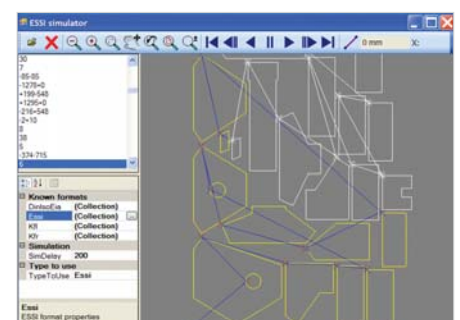 ESSI simulator
0 mm X:
30
7
-85-85
-1275+0
+199-548
+1295+0
-216+548
-2+10
8
38
5
-374-715
5
Known formats
DinIsoEia (Collection)
Essi (Collection) ...
Kfl (Collection)
Kfr (Collection)
Simulation
SimDelay 200
Type to use
TypeToUse Essi
Essi
ESSI format properties